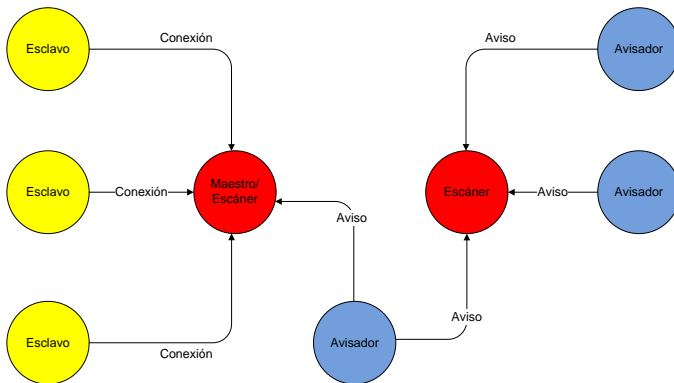 Conexión
Aviso
Esclavo
Avisador
Esclavo
Conexión
Maestro/
Escáner
Escáner
Aviso
Avisador
Aviso
Aviso
Esclavo
Avisador
Conexión